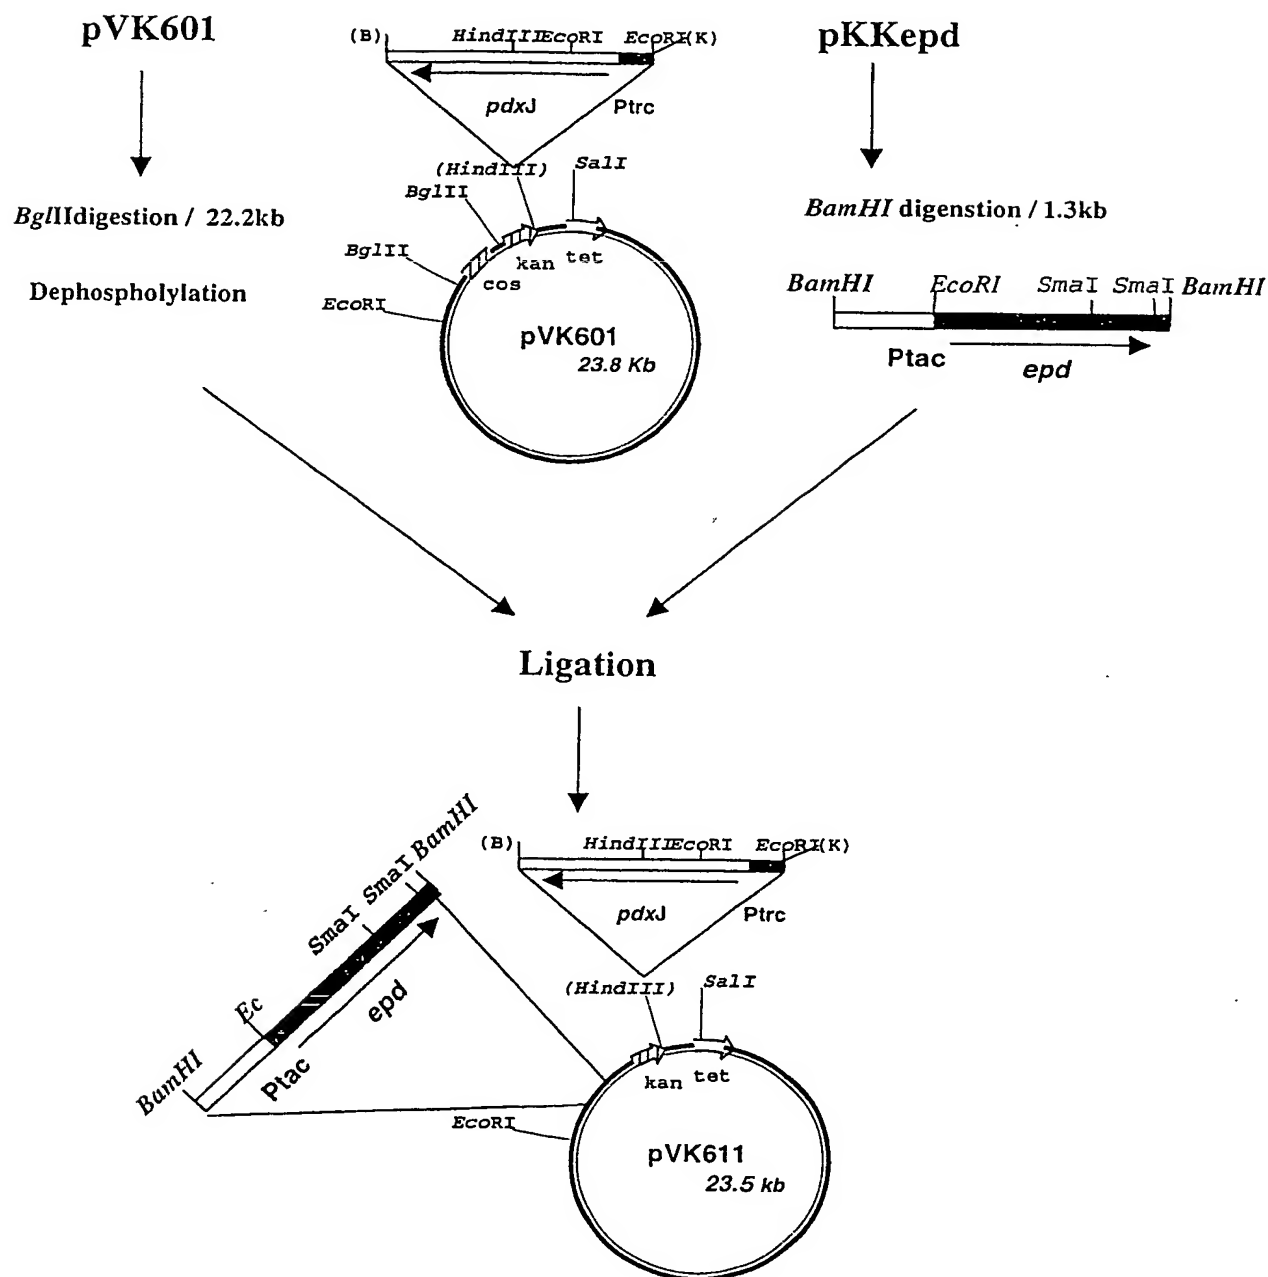 pVK601
(B) HindIII EcoRI EcoRI (K)
pKKepd
pdxJ Ptrc
(HindIII) SalI
BglII
BglII
EcoRI
kan tet
cos
pVK601
23.8 Kb
BglIIdigestion / 22.2kb
Dephospholylation
BamHI digenstion / 1.3kb
BamHI EcoRI SmaI SmaI BamHI
Ptac epd
Ligation
(B) HindIII EcoRI EcoRI (K)
pdxJ Ptrc
BamHI Ec SmaI SmaI BamHI
Ptac epd
(HindIII) SalI
kan tet
EcoRI
pVK611
23.5 kb